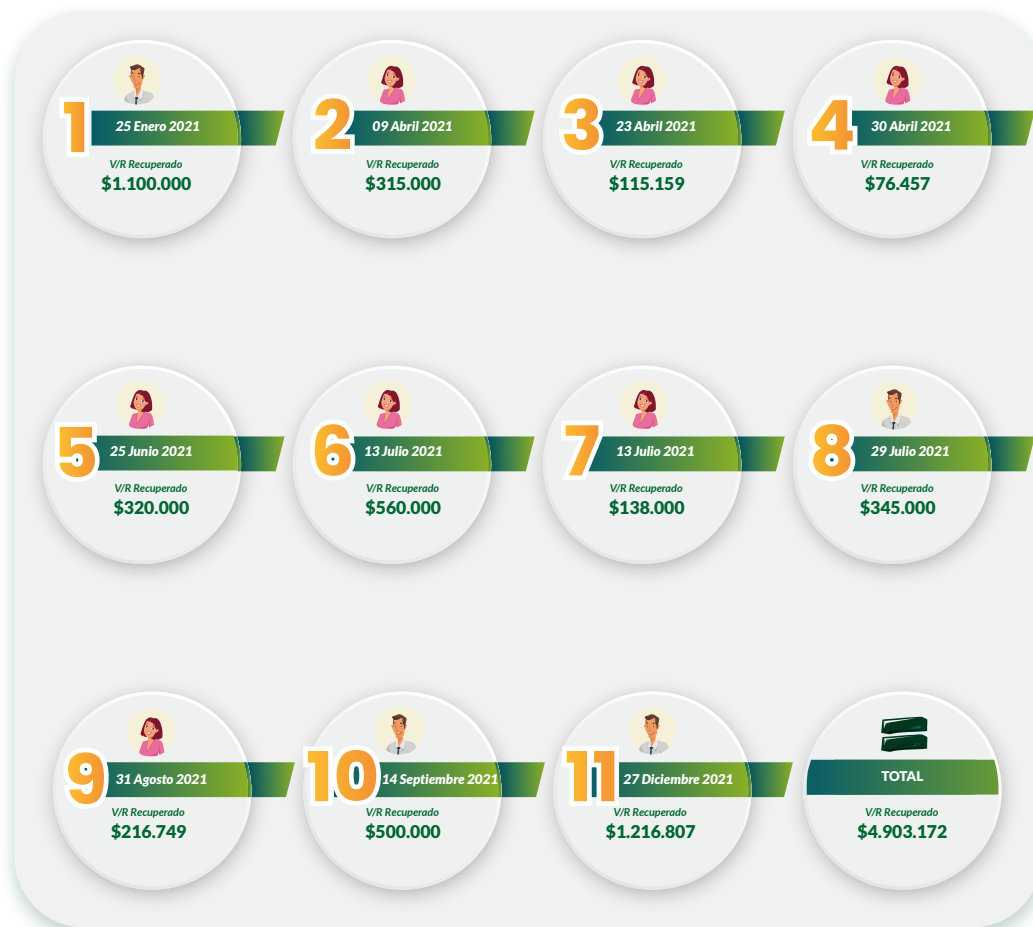 1
25 Enero 2021
V/R Recuperado
$1.100.000
2
09 Abril 2021
V/R Recuperado
$315.000
3
23 Abril 2021
V/R Recuperado
$115.159
4
30 Abril 2021
V/R Recuperado
$76.457
5
25 Junio 2021
V/R Recuperado
$320.000
6
13 Julio 2021
V/R Recuperado
$560.000
7
13 Julio 2021
V/R Recuperado
$138.000
8
29 Julio 2021
V/R Recuperado
$345.000
9
31 Agosto 2021
V/R Recuperado
$216.749
10
14 Septiembre 2021
V/R Recuperado
$500.000
11
27 Diciembre 2021
V/R Recuperado
$1.216.807
TOTAL
V/R Recuperado
$4.903.172